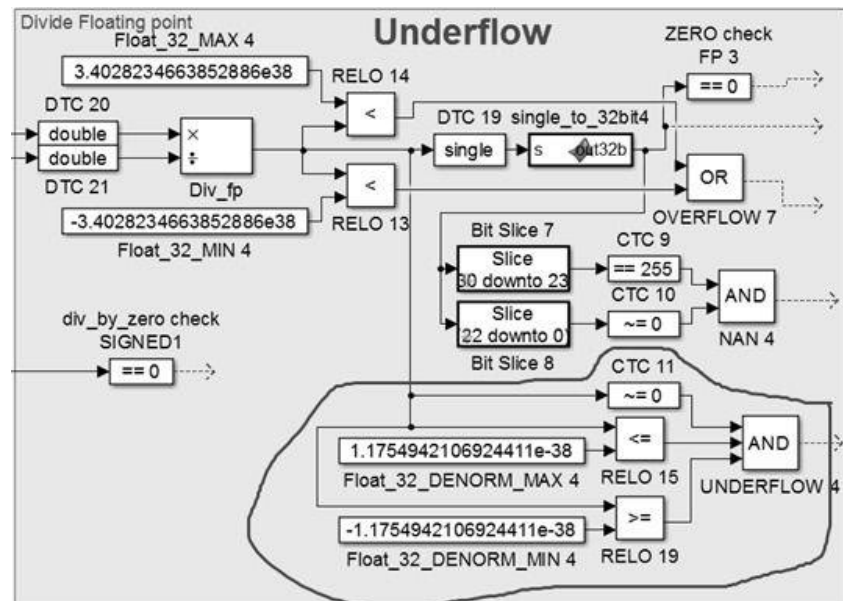 Divide Floating point
Underflow
Float_32_MAX 4
3.4028234663852886e38
RELO 14
<
ZERO check
FP 3
== 0
DTC 20
double
double
DTC 21
×
÷
Div_fp
DTC 19
single
single_to_32bit4
s
out32b
<
RELO 13
-3.4028234663852886e38
Float_32_MIN 4
OR
OVERFLOW 7
Bit Slice 7
Slice
30 downto 23
CTC 9
== 255
Slice
22 downto 0)
Bit Slice 8
CTC 10
~= 0
AND
NAN 4
div_by_zero check
SIGNED1
== 0
CTC 11
~= 0
1.1754942106924411e-38
Float_32_DENORM_MAX 4
<=
RELO 15
AND
UNDERFLOW 4
-1.1754942106924411e-38
Float_32_DENORM_MIN 4
>=
RELO 19